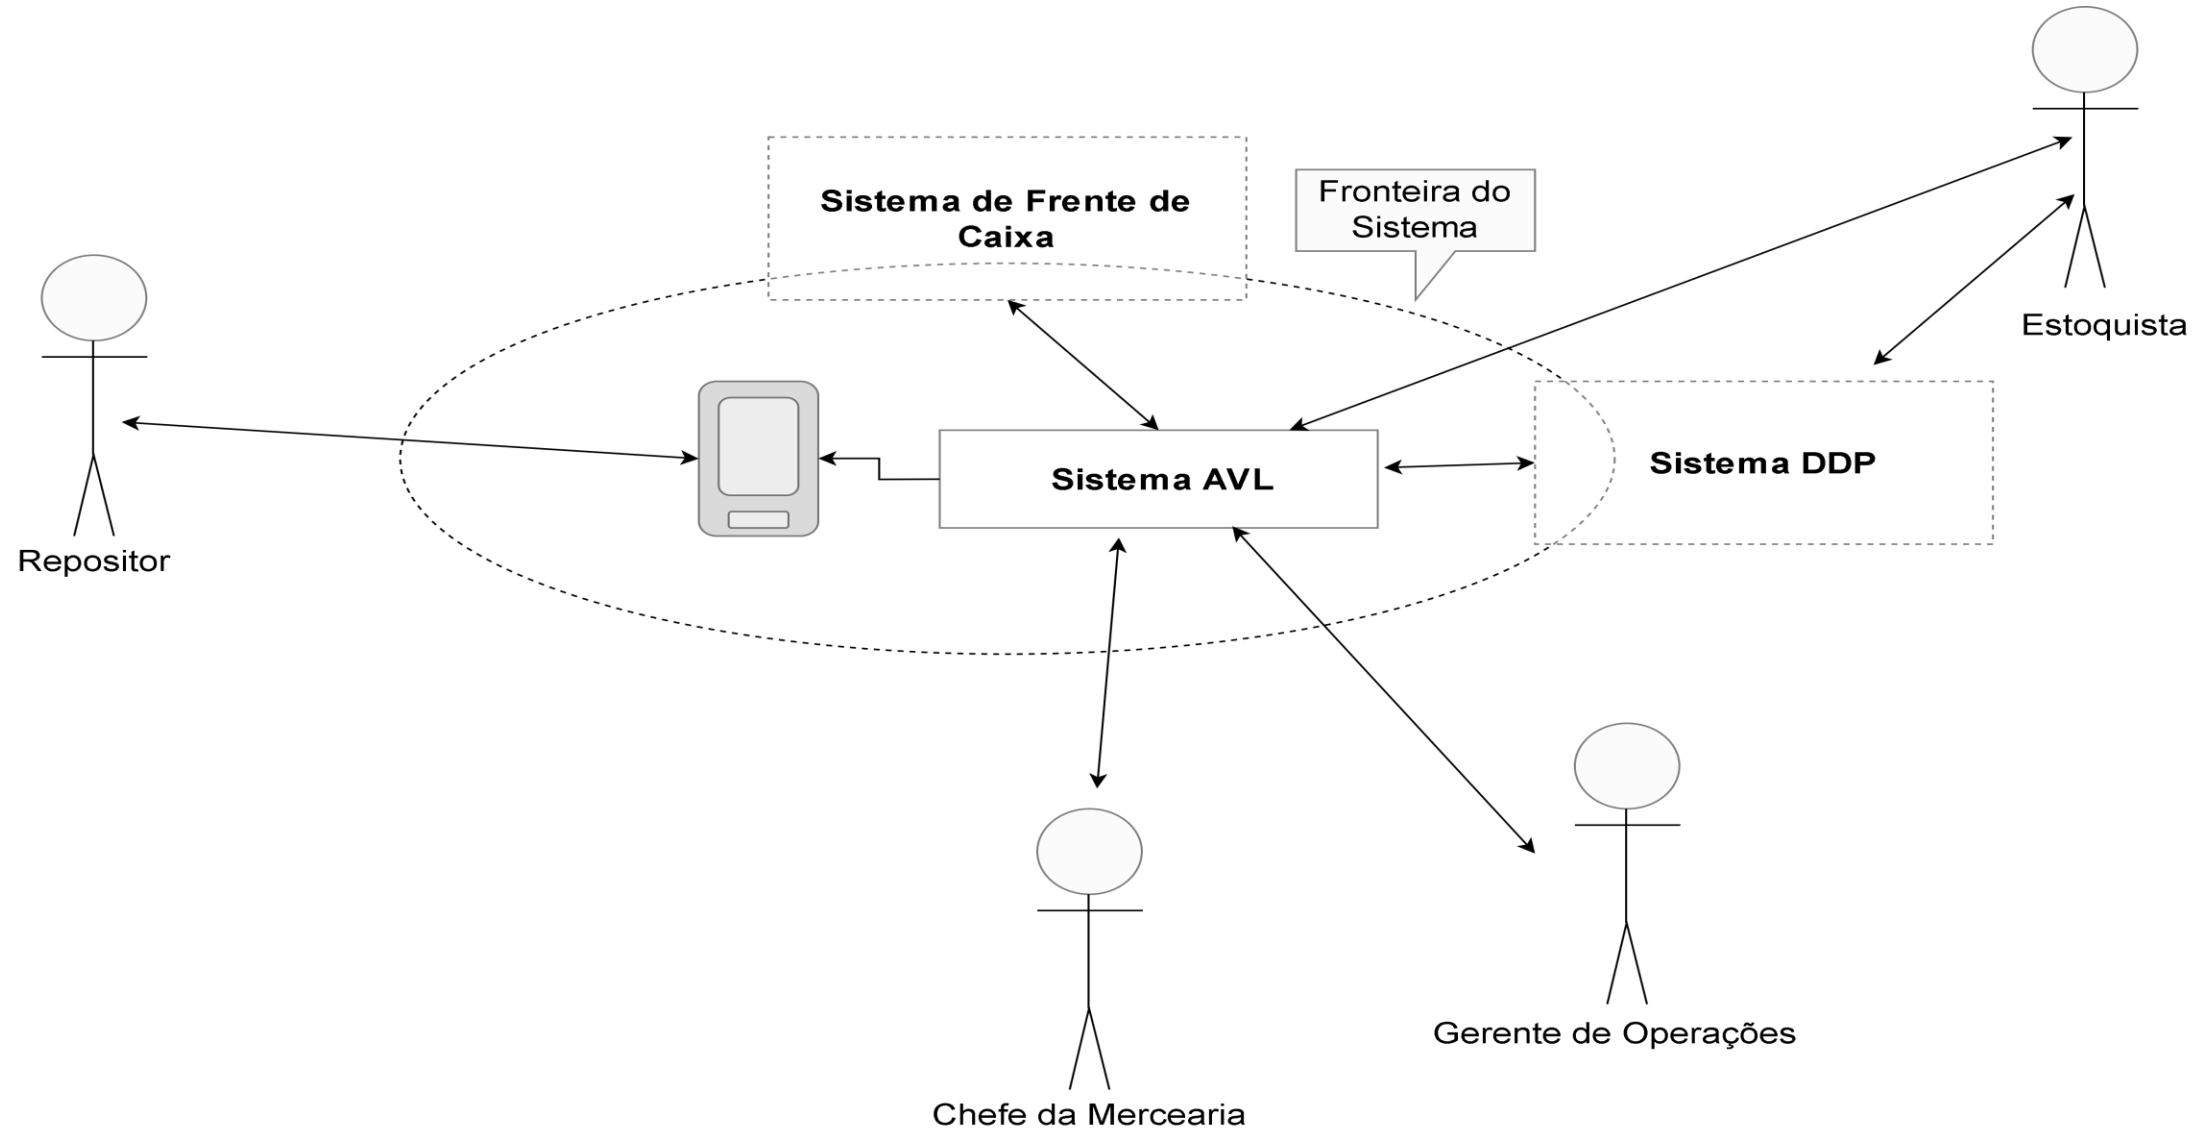 Sistema de Frente de
Caixa
Fronteira do
Sistema
Estoquista
Sistema AVL
Sistema DDP
Repositor
Gerente de Operações
Chefe da Mercearia